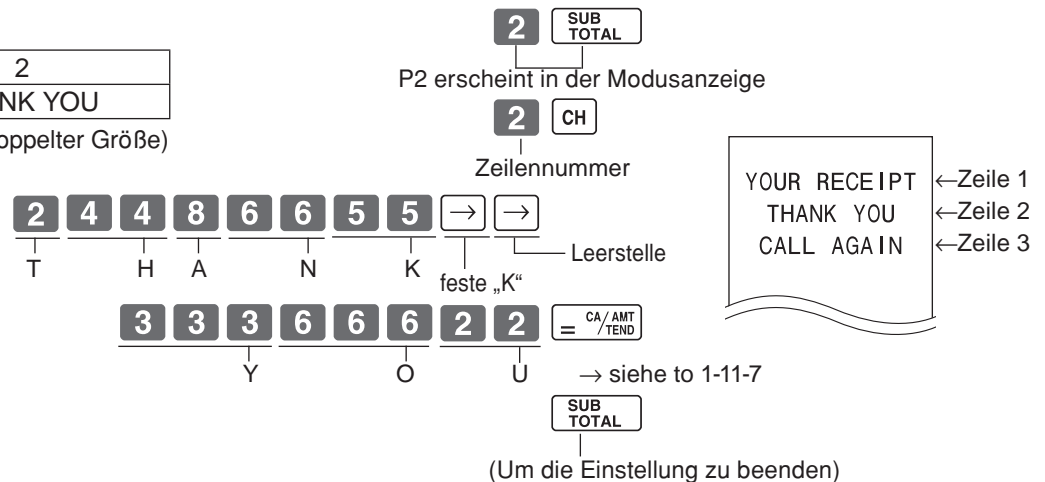 2 SUB TOTAL
P2 erscheint in der Modusanzeige
2 CH
Zeilennummer
2
NK YOU
oppelter Größe)
2 4 4 8 6 6 5 5 → →
T H A N K
feste „K“
Leerstelle
3 3 3 6 6 6 2 2 = CA/AMT /TEND
Y O U
→ siehe to 1-11-7
SUB TOTAL
(Um die Einstellung zu beenden)
YOUR RECEIPT ←Zeile 1
THANK YOU ←Zeile 2
CALL AGAIN ←Zeile 3